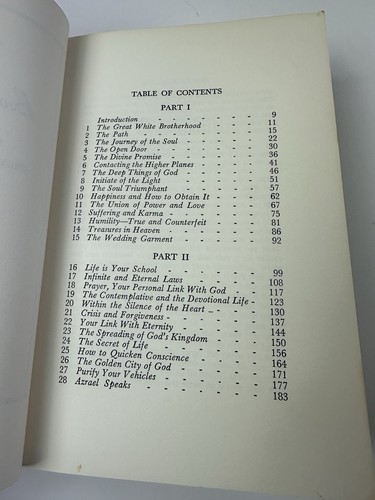 TABLE OF CONTENTS
PART I
Introduction - - - - - - - 9
1 The Great White Brotherhood - - - - 11
2 The Path - - - - - - - 15
3 The Journey of the Soul - - - - - 22
4 The Open Door - - - - - - 30
5 The Divine Promise - - - - - - 36
6 Contacting the Higher Planes - - - - 41
7 The Deep Things of God - - - - - 46
8 Initiate of the Light - - - - - - 51
9 The Soul Triumphant - - - - - 57
10 Happiness and How to Obtain It - - - - 62
11 The Union of Power and Love - - - - 67
12 Suffering and Karma - - - - - - 75
13 Humility—True and Counterfeit - - - - 81
14 Treasures in Heaven - - - - - - 86
15 The Wedding Garment - - - - - 92
PART II
16 Life is Your School - - - - - - 99
17 Infinite and Eternal Laws - - - - - 108
18 Prayer, Your Personal Link With God - - - 117
19 The Contemplative and the Devotional Life - - 123
20 Within the Silence of the Heart - - - - 130
21 Crisis and Forgiveness - - - - - - 137
22 Your Link With Eternity - - - - - 144
23 The Spreading of God's Kingdom - - - - 150
24 The Secret of Life - - - - - - 156
25 How to Quicken Conscience - - - - - 164
26 The Golden City of God - - - - - 171
27 Purify Your Vehicles - - - - - - 177
28 Azrael Speaks - - - - - - - 183